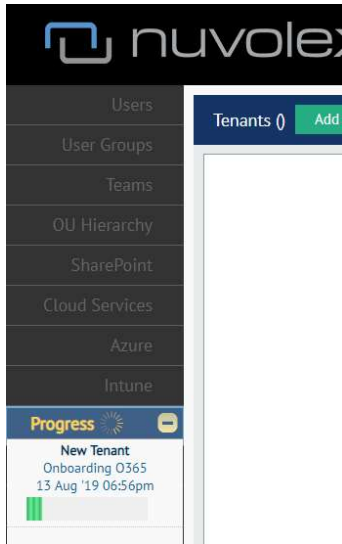 nuvolex
Users
User Groups
Teams
OU Hierarchy
SharePoint
Cloud Services
Azure
Intune
Tenants ()
Add
Progress
New Tenant
Onboarding O365
13 Aug '19 06:56pm